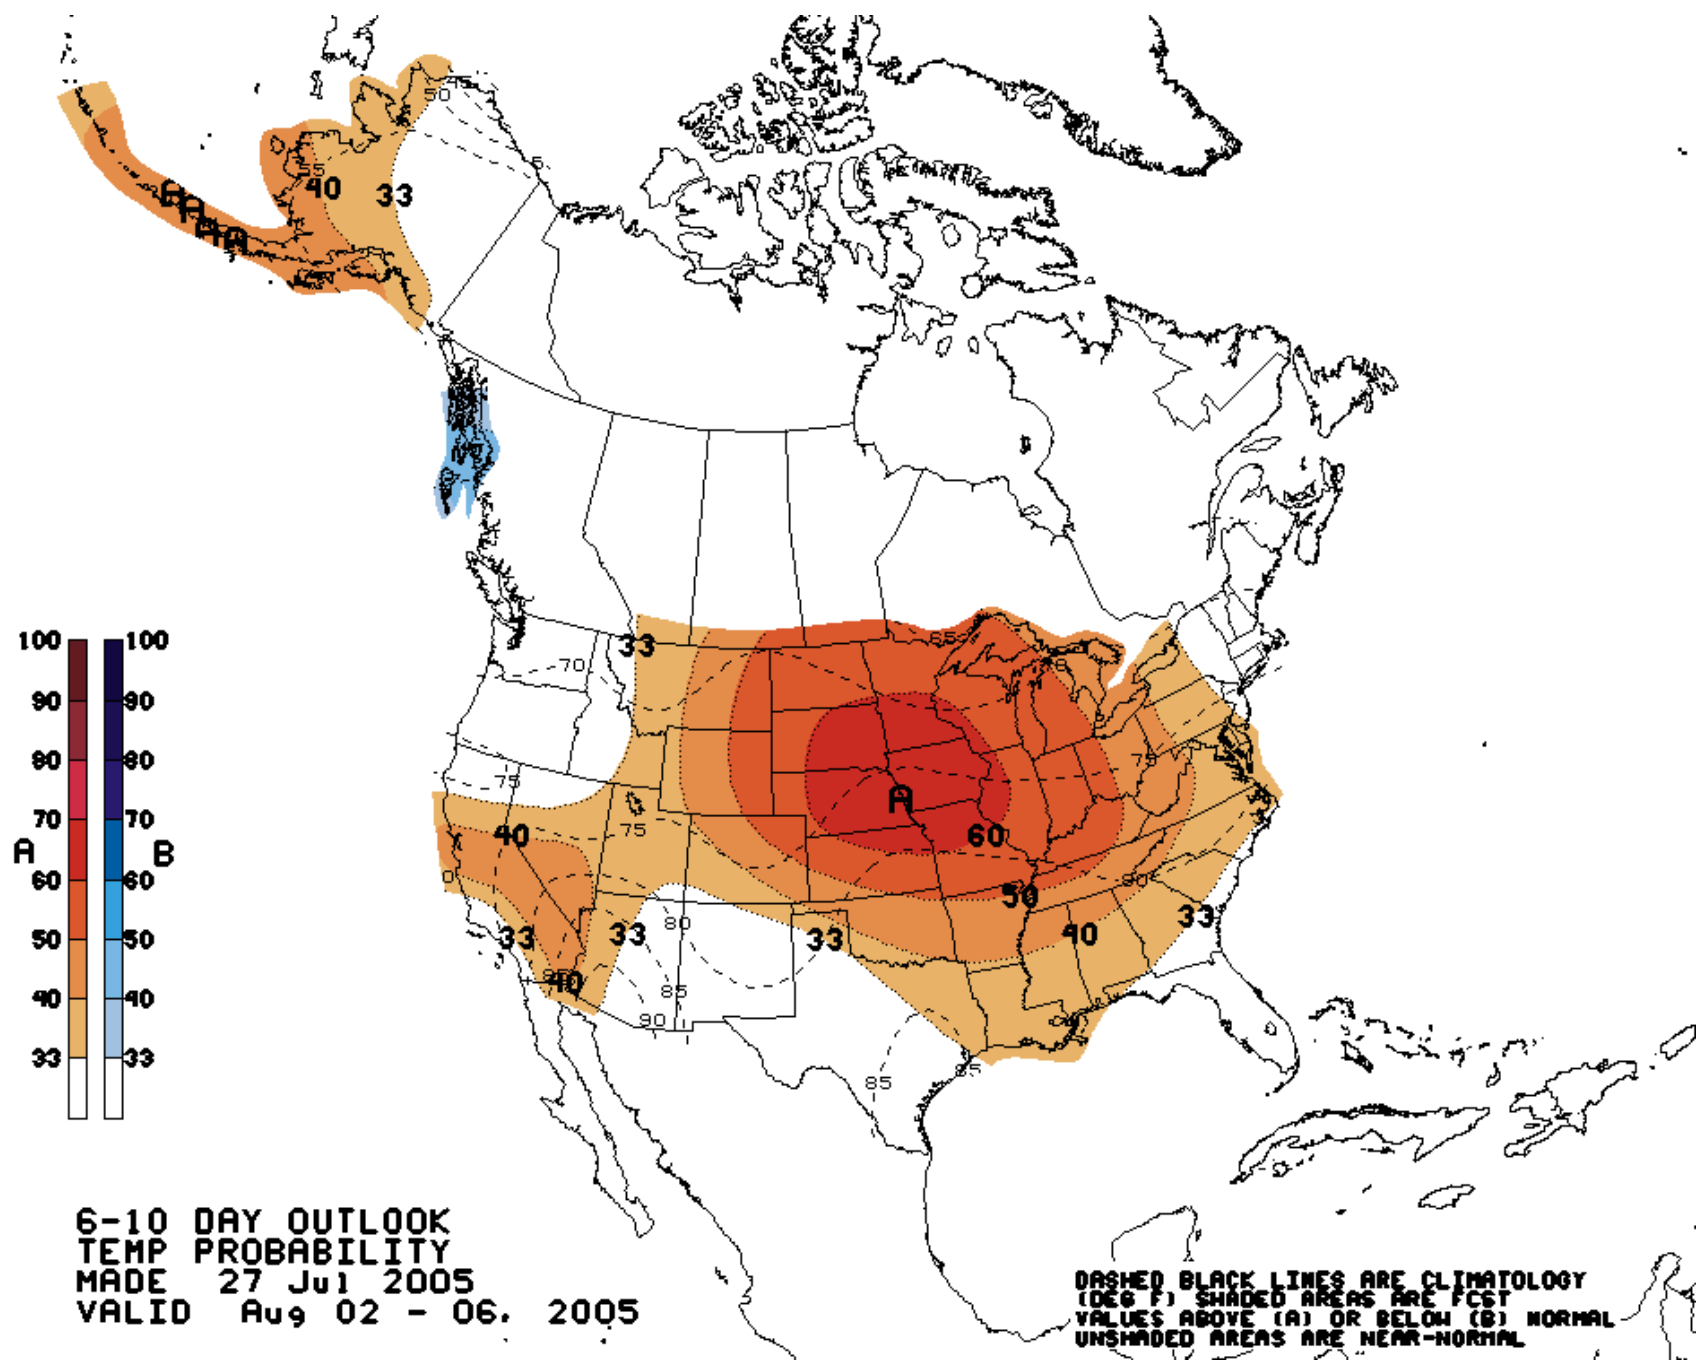 50
5
55
40
33
A
A
A A
33
65
70
75
75
A
40
75
60
0
50
80
33
80
33
33
33
40
40
85
90
85
85
100 100
90 90
80 80
70 70
A B
60 60
50 50
40 40
33 33
6-10 DAY OUTLOOK
TEMP PROBABILITY
MADE 27 Jul 2005
VALID Aug 02 - 06, 2005
DASHED BLACK LINES ARE CLIMATOLOGY
(DEG F) SHADED AREAS ARE FCST
VALUES ABOVE (A) OR BELOW (B) NORMAL
UNSHADED AREAS ARE NEAR-NORMAL